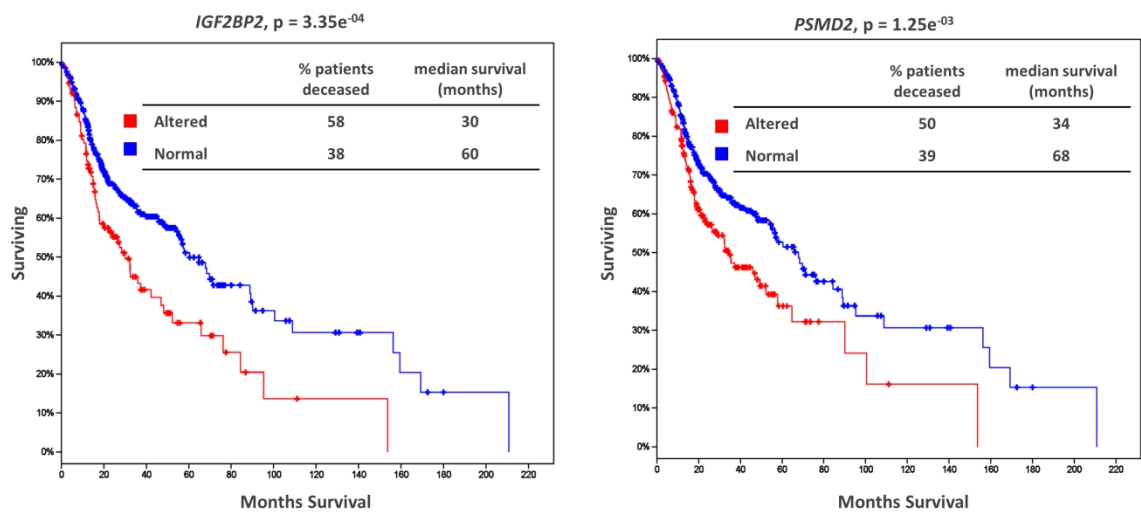 IGF2BP2, p = 3.35e-04
% patients median survival
deceased (months)
Altered 58 30
Normal 38 60
100%
90%
80%
70%
60%
50%
40%
30%
20%
10%
0%
Surviving
0 20 40 60 80 100 120 140 160 180 200 220
Months Survival
PSMD2, p = 1.25e-03
% patients median survival
deceased (months)
Altered 50 34
Normal 39 68
100%
90%
80%
70%
60%
50%
40%
30%
20%
10%
0%
Surviving
0 20 40 60 80 100 120 140 160 180 200 220
Months Survival